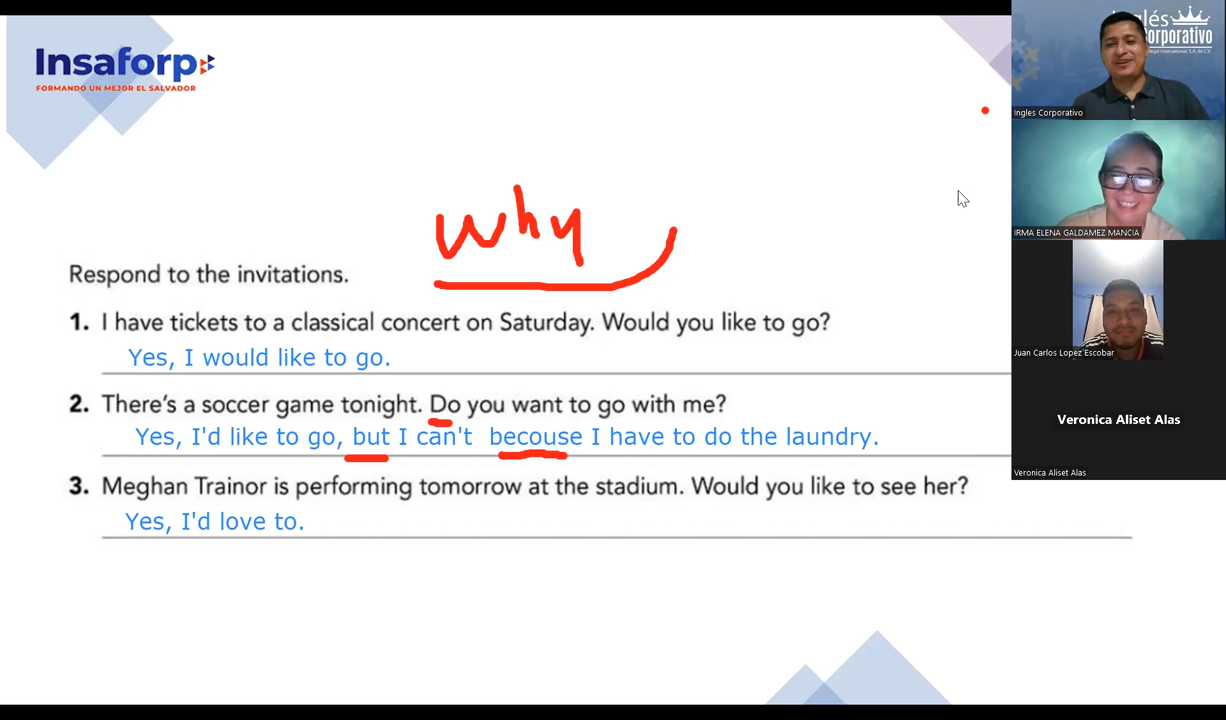 Insaforp
FORMANDO UN MEJOR EL SALVADOR
Inglés
Corporativo
Ingles Corporativo
IRMA ELENA GALDAMEZ MANCIA
Juan Carlos Lopez Escobar
Veronica Aliset Alas
Veronica Aliset Alas
why
Respond to the invitations.
1. I have tickets to a classical concert on Saturday. Would you like to go?
Yes, I would like to go.
2. There's a soccer game tonight. Do you want to go with me?
Yes, I'd like to go, but I can't becouse I have to do the laundry.
3. Meghan Trainor is performing tomorrow at the stadium. Would you like to see her?
Yes, I'd love to.